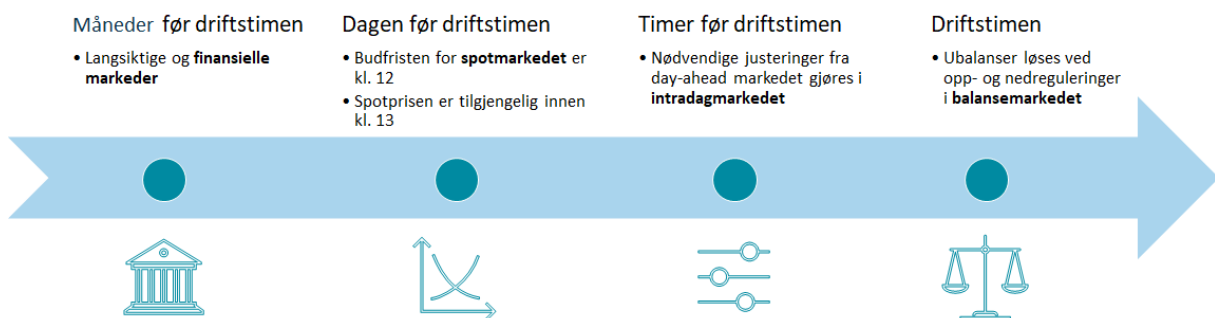 Måneder før driftstimen
• Langsiktige og finansielle
markeder
Dagen før driftstimen
• Budfristen for spotmarkedet er
kl. 12
• Spotprisen er tilgjengelig innen
kl. 13
Timer før driftstimen
• Nødvendige justeringer fra
day-ahead markedet gjøres i
intradagmarkedet
Driftstimen
• Ubalanser løses ved
opp- og nedreguleringer
i balansemarkedet